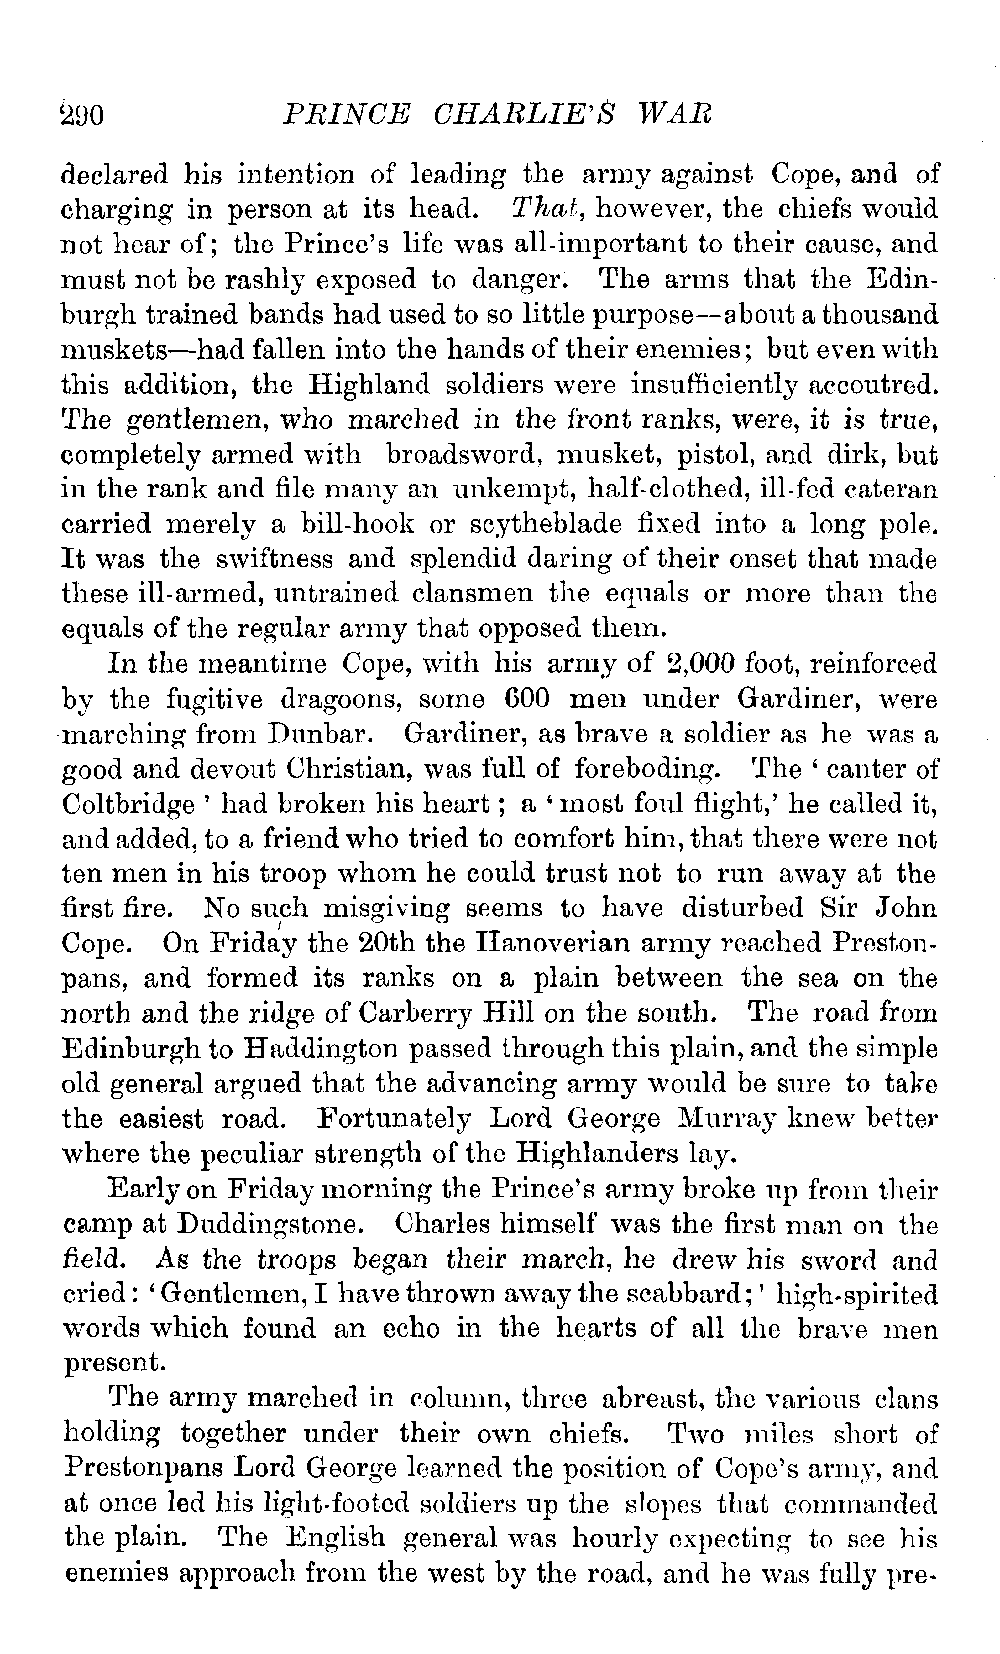 290 PRINCE CHARLIE'S WAR
declared his intention of leading the army against Cope, and of
charging in person at its head. That, however, the chiefs would
not hear of; the Prince's life was all-important to their cause, and
must not be rashly exposed to danger. The arms that the Edin-
burgh trained bands had used to so little purpose--about a thousand
muskets—had fallen into the hands of their enemies; but even with
this addition, the Highland soldiers were insufficiently accoutred.
The gentlemen, who marched in the front ranks, were, it is true,
completely armed with broadsword, musket, pistol, and dirk, but
in the rank and file many an unkempt, half-clothed, ill-fed cateran
carried merely a bill-hook or scytheblade fixed into a long pole.
It was the swiftness and splendid daring of their onset that made
these ill-armed, untrained clansmen the equals or more than the
equals of the regular army that opposed them.
In the meantime Cope, with his army of 2,000 foot, reinforced
by the fugitive dragoons, some 600 men under Gardiner, were
marching from Dunbar. Gardiner, as brave a soldier as he was a
good and devout Christian, was full of foreboding. The ' canter of
Coltbridge ' had broken his heart ; a ' most foul flight,' he called it,
and added, to a friend who tried to comfort him, that there were not
ten men in his troop whom he could trust not to run away at the
first fire. No such misgiving seems to have disturbed Sir John
Cope. On Friday the 20th the Hanoverian army reached Preston-
pans, and formed its ranks on a plain between the sea on the
north and the ridge of Carberry Hill on the south. The road from
Edinburgh to Haddington passed through this plain, and the simple
old general argued that the advancing army would be sure to take
the easiest road. Fortunately Lord George Murray knew better
where the peculiar strength of the Highlanders lay.
Early on Friday morning the Prince's army broke up from their
camp at Duddingstone. Charles himself was the first man on the
field. As the troops began their march, he drew his sword and
cried: 'Gentlemen, I have thrown away the scabbard;' high-spirited
words which found an echo in the hearts of all the brave men
present.
The army marched in column, three abreast, the various clans
holding together under their own chiefs. Two miles short of
Prestonpans Lord George learned the position of Cope's army, and
at once led his light-footed soldiers up the slopes that commanded
the plain. The English general was hourly expecting to see his
enemies approach from the west by the road, and he was fully pre-